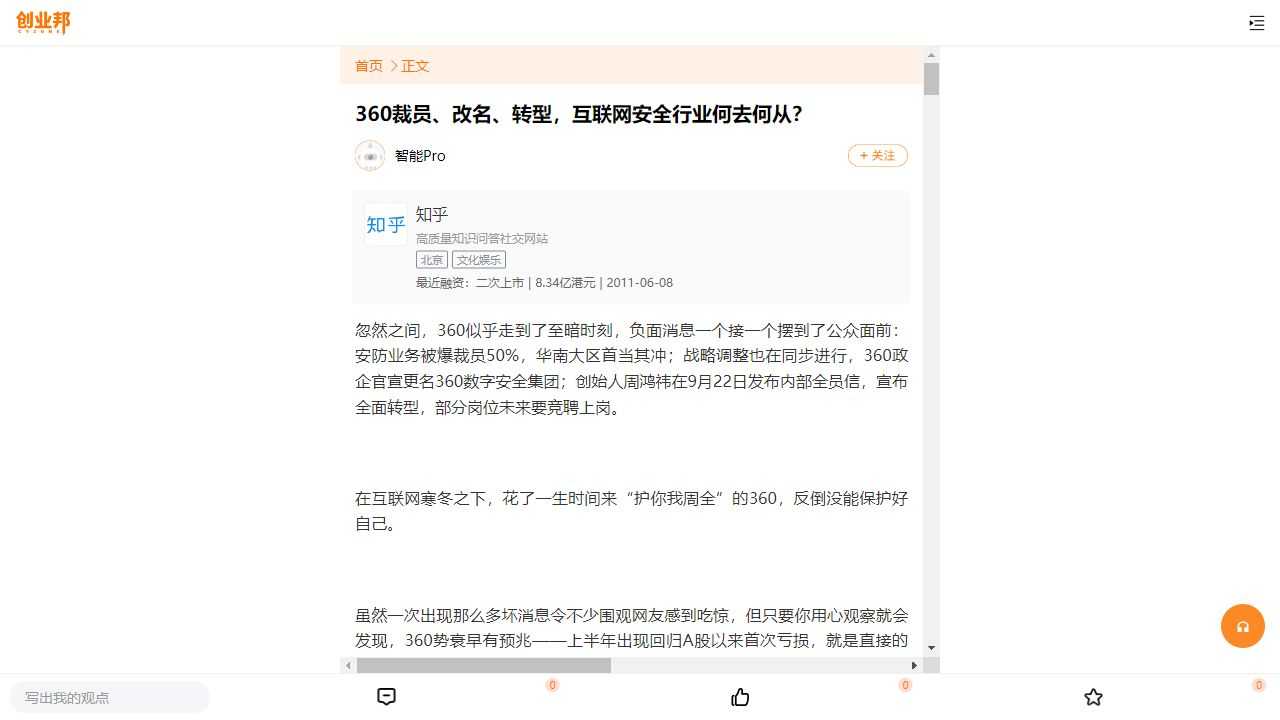 创业邦
CYZONE
首页 >正文
360裁员、改名、转型，互联网安全行业何去何从？
智能Pro
+ 关注
知乎
知乎
高质量知识问答社交网站
北京 文化娱乐
最近融资：二次上市 | 8.34亿港元 | 2011-06-08
忽然之间，360似乎走到了至暗时刻，负面消息一个接一个摆到了公众面前：
安防业务被爆裁员50%，华南大区首当其冲；战略调整也在同步进行，360政
企官宣更名360数字安全集团；创始人周鸿祎在9月22日发布内部全员信，宣布
全面转型，部分岗位未来要竞聘上岗。
在互联网寒冬之下，花了一生时间来“护你我周全”的360，反倒没能保护好
自己。
虽然一次出现那么多坏消息令不少围观网友感到吃惊，但只要你用心观察就会
发现，360势衰早有预兆——上半年出现回归A股以来首次亏损，就是直接的
写出我的观点
0
0
0